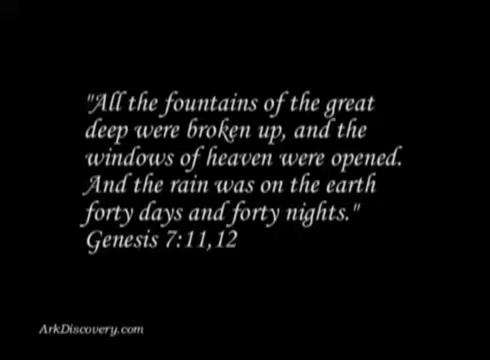 "All the fountains of the great
deep were broken up, and the
windows of heaven were opened.
And the rain was on the earth
forty days and forty nights."
Genesis 7:11,12
ArkDiscovery.com